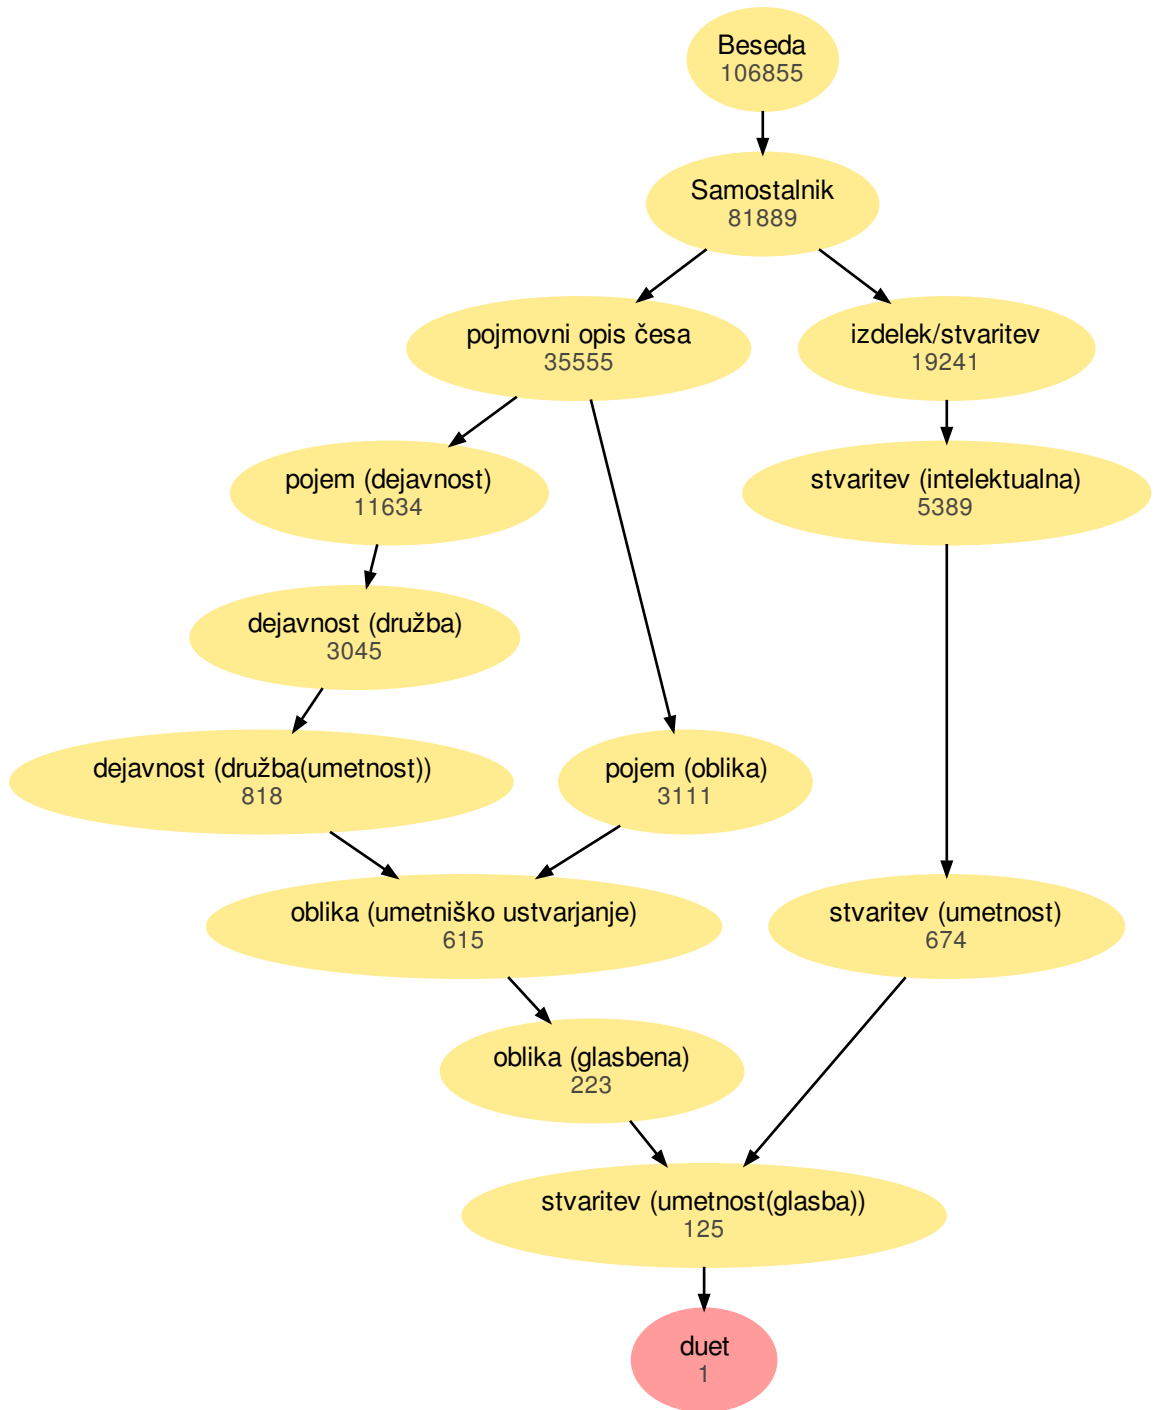 Beseda
106855
Samostalnik
81889
pojmovni opis česa
35555
izdelek/stvaritev
19241
pojem (dejavnost)
11634
stvaritev (intelektualna)
5389
dejavnost (družba)
3045
dejavnost (družba(umetnost))
818
pojem (oblika)
3111
oblika (umetniško ustvarjanje)
615
stvaritev (umetnost)
674
oblika (glasbena)
223
stvaritev (umetnost(glasba))
125
duet
1